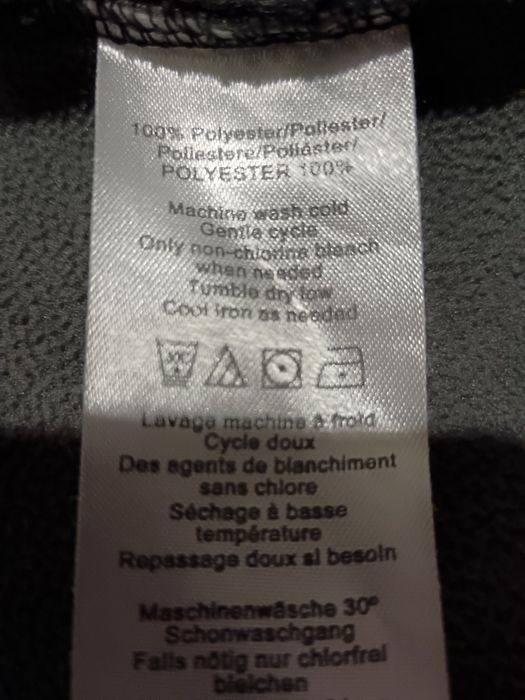 100% Polyester/Poliester/
Poliestere/Poliáster/
POLYESTER 100%
Machine wash cold
Gentle cycle
Only non-chlorine bleach
when needed
Tumble dry low
Cool iron as needed
Lavage machine à froid
Cycle doux
Des agents de blanchiment
sans chlore
Séchage à basse
température
Repassage doux si besoin
Maschinenwäsche 30°
Schonwaschgang
Falls nötig nur chlorfrei
bleichen